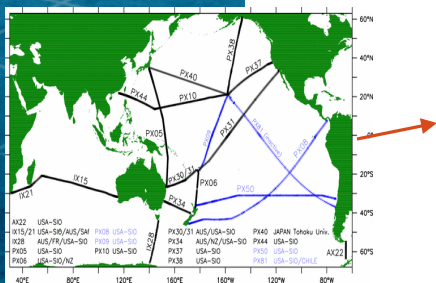 60°N
PX38
PX37
PX40
40°N
PX44
PX10
20°N
PX05
PX09
PX31
PX81 (inactive)
PX08
IX21
IX15
PX30/31
PX06
PX50
20°S
PX34
40°S
IX28
AX22
60°S
AX22 USA-SIO
IX15/21 USA-SIO/AUS/SAf PX08 USA-SIO
IX28 AUS/FR/USA-SIO PX09 USA-SIO
PX05 USA-SIO PX10 USA-SIO
PX06 USA-SIO/NZ
PX30/31 AUS/USA-SIO PX40 JAPAN Tohoku Univ.
PX34 AUS/NZ/USA-SIO PX44 USA-SIO
PX37 USA-SIO PX50 USA-SIO
PX38 USA-SIO PX81 USA-SIO/CHILE
40°E 80°E 120°E 160°E 160°W 120°W 80°W